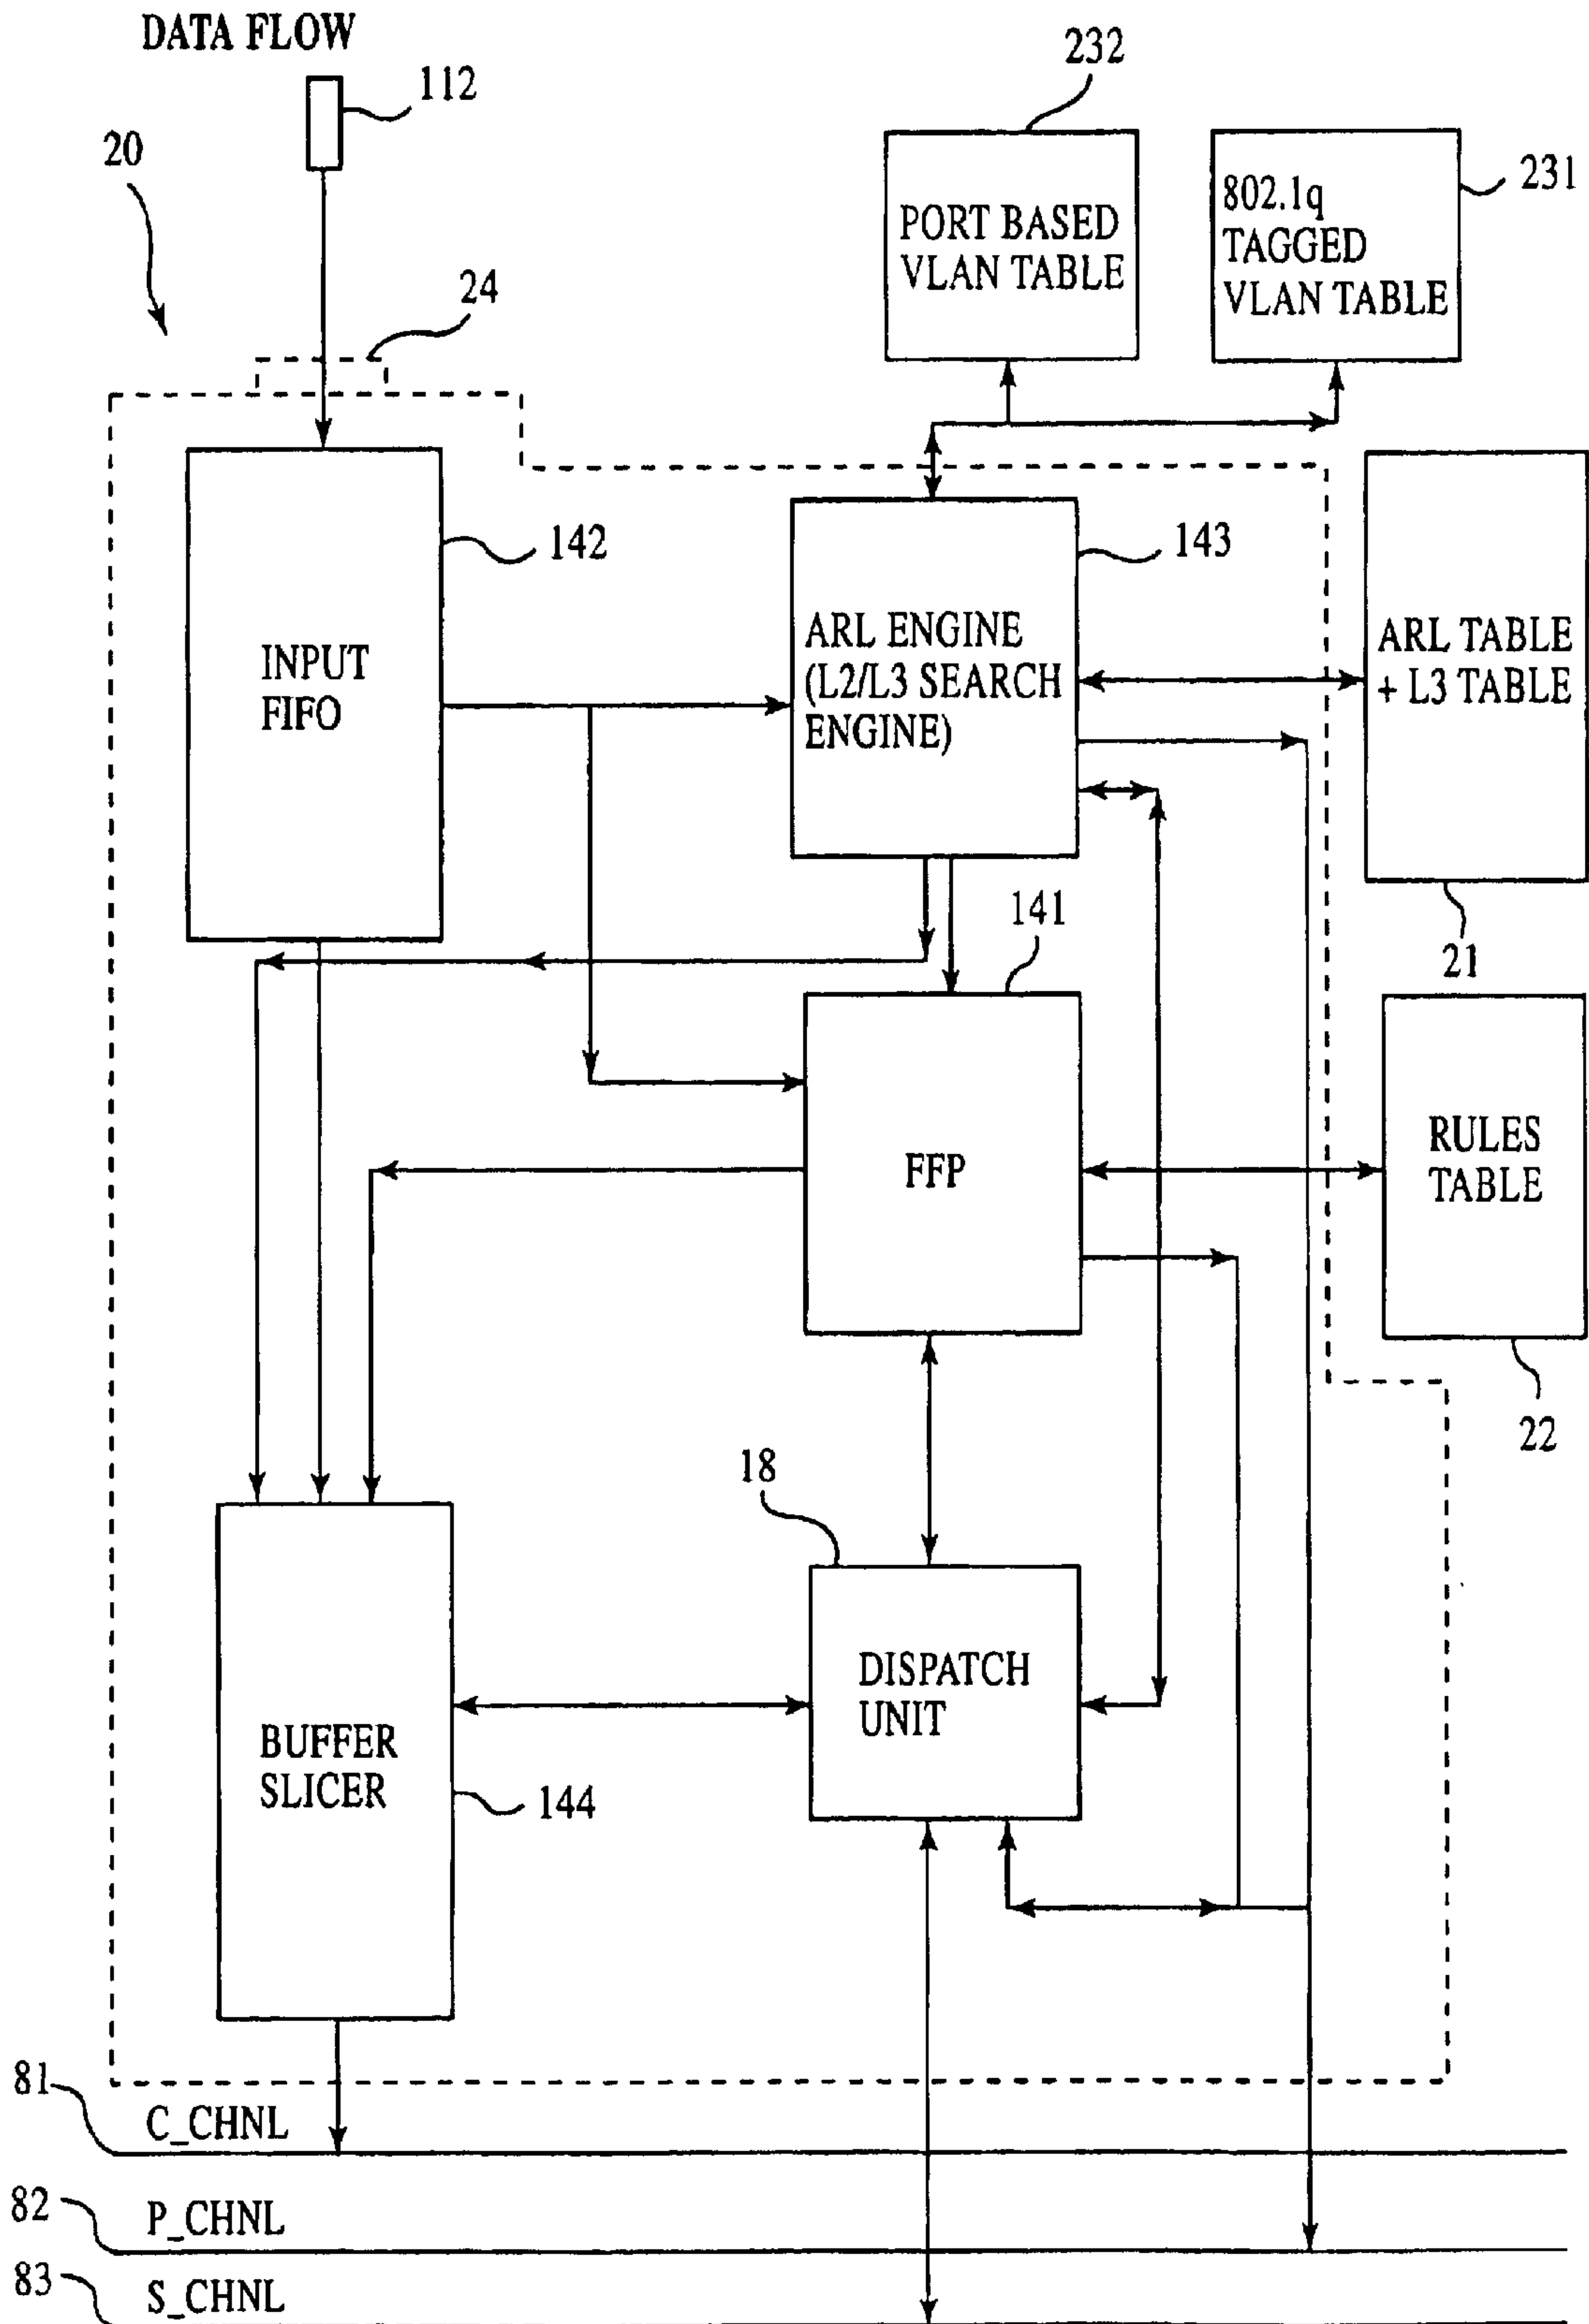 DATA FLOW
112
20
24
232
231
PORT BASED
VLAN TABLE
802.1q
TAGGED
VLAN TABLE
142
143
INPUT
FIFO
ARL ENGINE
(L2/L3 SEARCH
ENGINE)
ARL TABLE
+ L3 TABLE
21
141
FFP
RULES
TABLE
22
18
DISPATCH
UNIT
BUFFER
SLICER
144
81
C_CHNL
82
P_CHNL
83
S_CHNL